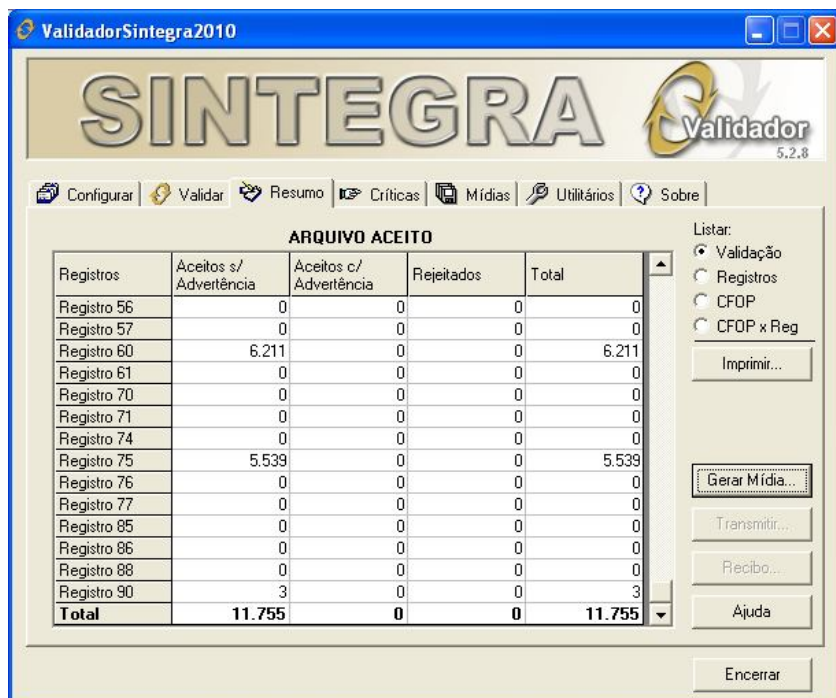 ValidadorSintegra2010
SINTEGRA
Validador
5.2.8
Configurar Validar Resumo Críticas Mídias Utilitários Sobre
ARQUIVO ACEITO
Registros Aceitos s/ Advertência Aceitos c/ Advertência Rejeitados Total
Registro 56 0 0 0 0
Registro 57 0 0 0 0
Registro 60 6.211 0 0 6.211
Registro 61 0 0 0 0
Registro 70 0 0 0 0
Registro 71 0 0 0 0
Registro 74 0 0 0 0
Registro 75 5.539 0 0 5.539
Registro 76 0 0 0 0
Registro 77 0 0 0 0
Registro 85 0 0 0 0
Registro 86 0 0 0 0
Registro 88 0 0 0 0
Registro 90 3 0 0 3
Total 11.755 0 0 11.755
Listar:
Validação
Registros
CFOP
CFOP x Reg
Imprimir...
Gerar Mídia...
Transmitir...
Recibo...
Ajuda
Encerrar